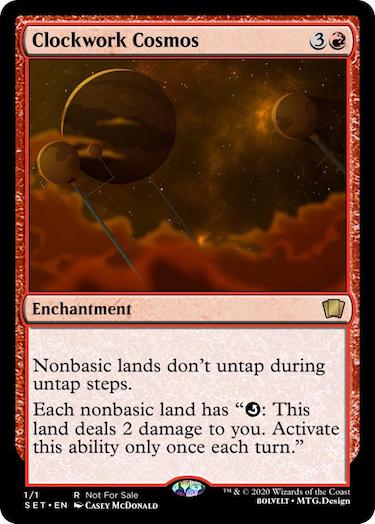 Clockwork Cosmos 3
Enchantment
Nonbasic lands don't untap during
untap steps.
Each nonbasic land has “: This
land deals 2 damage to you. Activate
this ability only once each turn.”
1/1 R Not For Sale ™ & © 2020 Wizards of the Coast
SET • EN Casey McDonald BOLVELT • MTG.Design